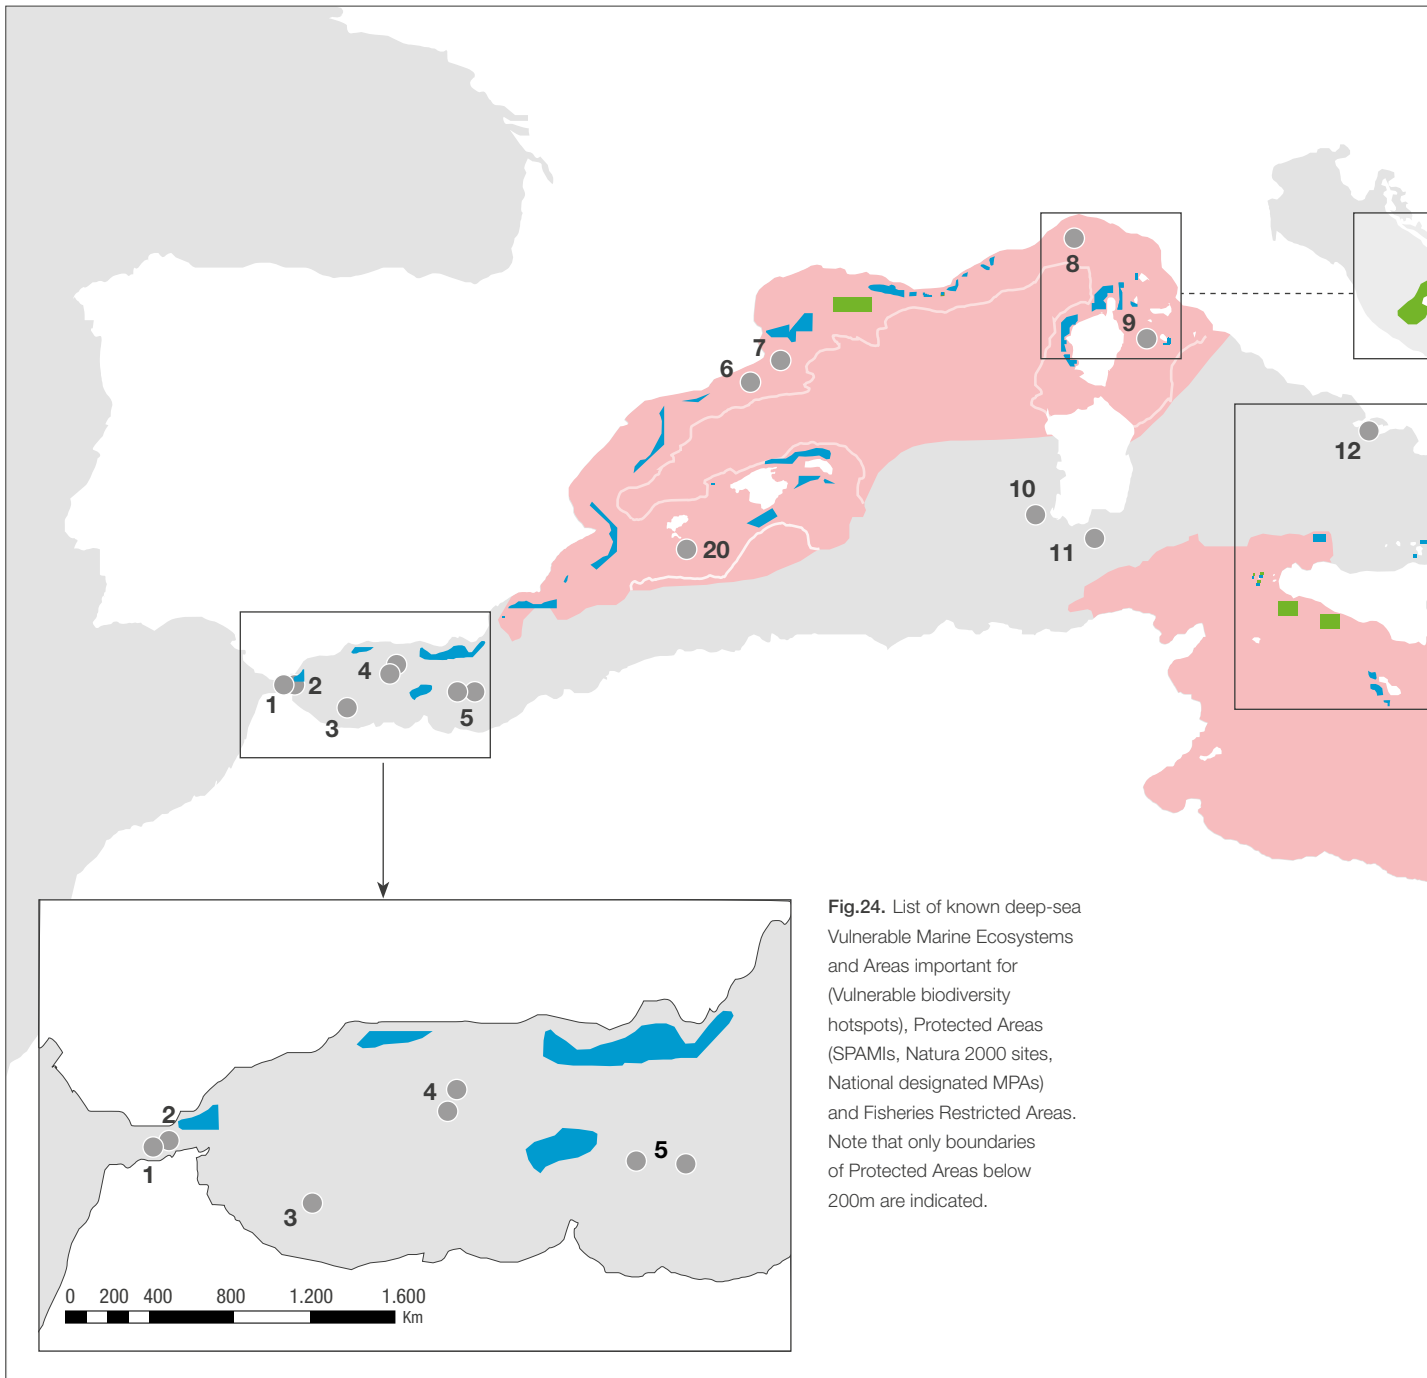 8
9
7
6
12
10
11
20
4
2
1
3
5
Fig.24. List of known deep-sea
Vulnerable Marine Ecosystems
and Areas important for
(Vulnerable biodiversity
hotspots), Protected Areas
(SPAMIs, Natura 2000 sites,
National designated MPAs)
and Fisheries Restricted Areas.
Note that only boundaries
of Protected Areas below
200m are indicated.
4
2
1
5
3
0 200 400 800 1.200 1.600
Km